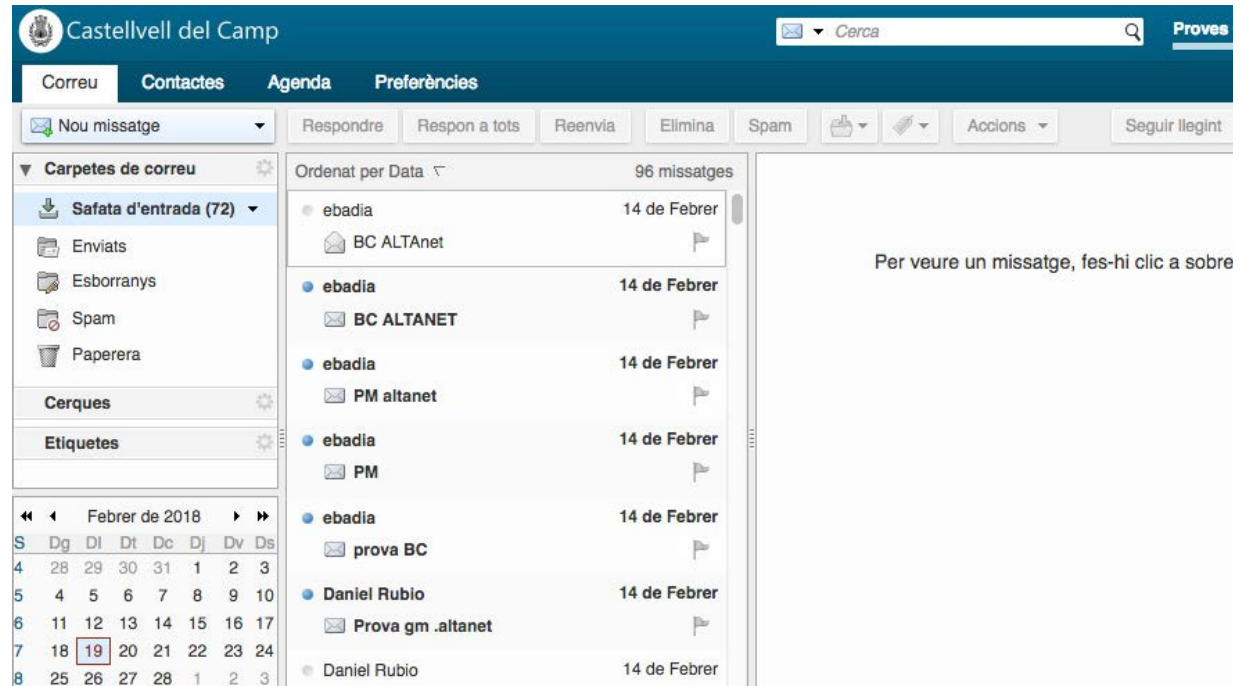 Castellvell del Camp
Cerca
Proves
Correu Contactes Agenda Preferències
Nou missatge
Respondre Respon a tots Reenvia Elimina Spam Accions Seguir llegint
Carpetes de correu
Safata d'entrada (72)
Enviats
Esborranys
Spam
Paperera
Cerques
Etiquetes
Febrer de 2018
S Dg Dl Dt Dc Dj Dv Ds
4 28 29 30 31 1 2 3
5 4 5 6 7 8 9 10
6 11 12 13 14 15 16 17
7 18 19 20 21 22 23 24
8 25 26 27 28 1 2 3
Ordenat per Data 96 missatges
ebadia 14 de Febrer
BC ALTAnet
ebadia 14 de Febrer
BC ALTANET
ebadia 14 de Febrer
PM altanet
ebadia 14 de Febrer
PM
ebadia 14 de Febrer
prova BC
Daniel Rubio 14 de Febrer
Prova gm .altanet
Daniel Rubio 14 de Febrer
Per veure un missatge, fes-hi clic a sobre